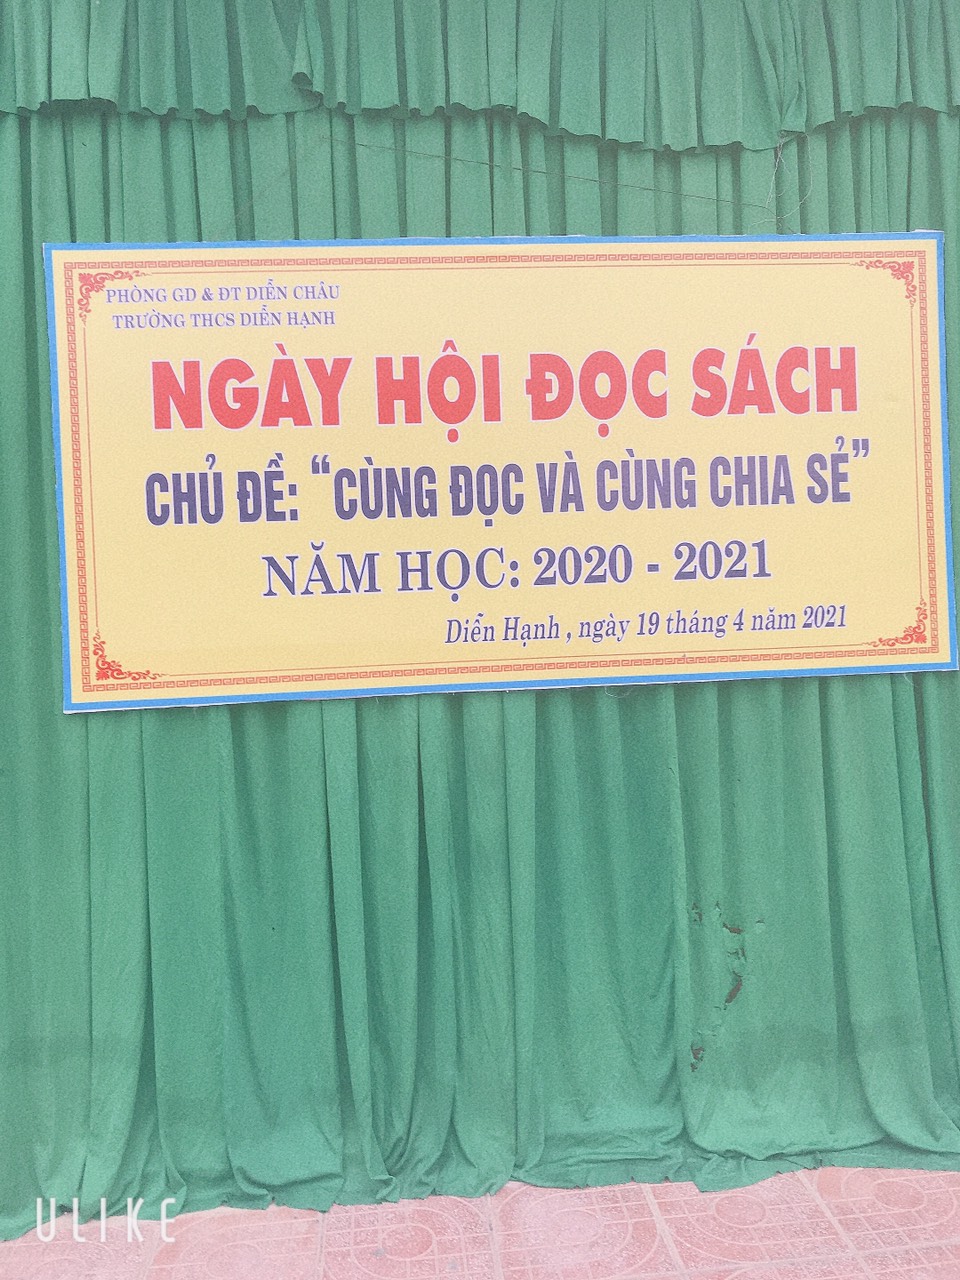 PHÒNG GD & ĐT DIỄN CHÂU
TRƯỜNG THCS DIỄN HẠNH
NGÀY HỘI ĐỌC SÁCH
CHỦ ĐỀ: “CÙNG ĐỌC VÀ CÙNG CHIA SẺ”
NĂM HỌC: 2020 - 2021
Diễn Hạnh , ngày 19 tháng 4 năm 2021
ULIKE